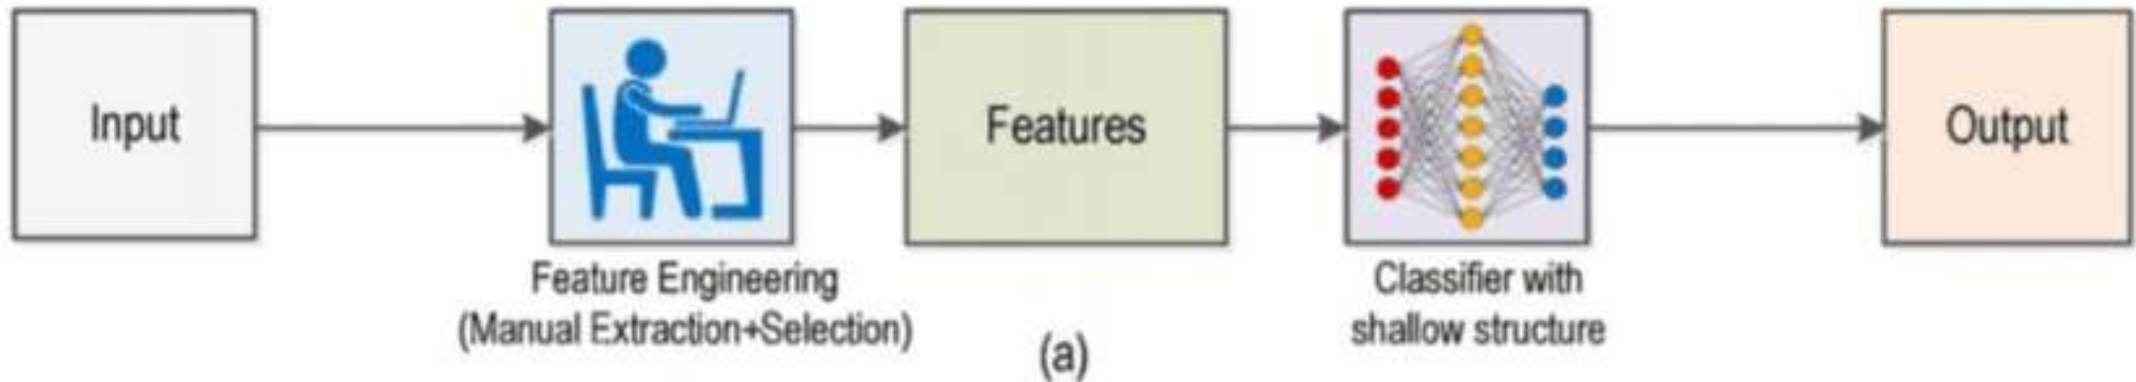 Input
Feature Engineering
(Manual Extraction+Selection)
Features
Classifier with
shallow structure
Output
(a)